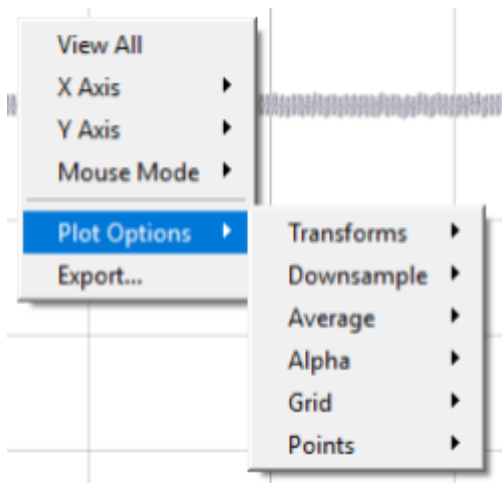 View All
X Axis
Y Axis
Mouse Mode
Plot Options
Export...
Transforms
Downsample
Average
Alpha
Grid
Points